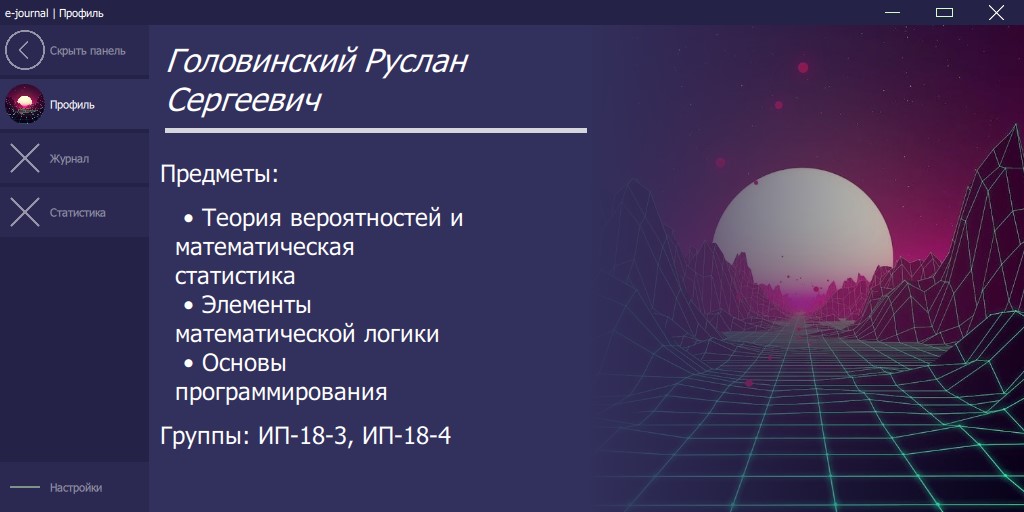 e-journal | Профиль
Скрыть панель
Профиль
Журнал
Статистика
Настройки
Головинский Руслан
Сергеевич
Предметы:
• Теория вероятностей и
математическая
статистика
• Элементы
математической логики
• Основы
программирования
Группы: ИП-18-3, ИП-18-4